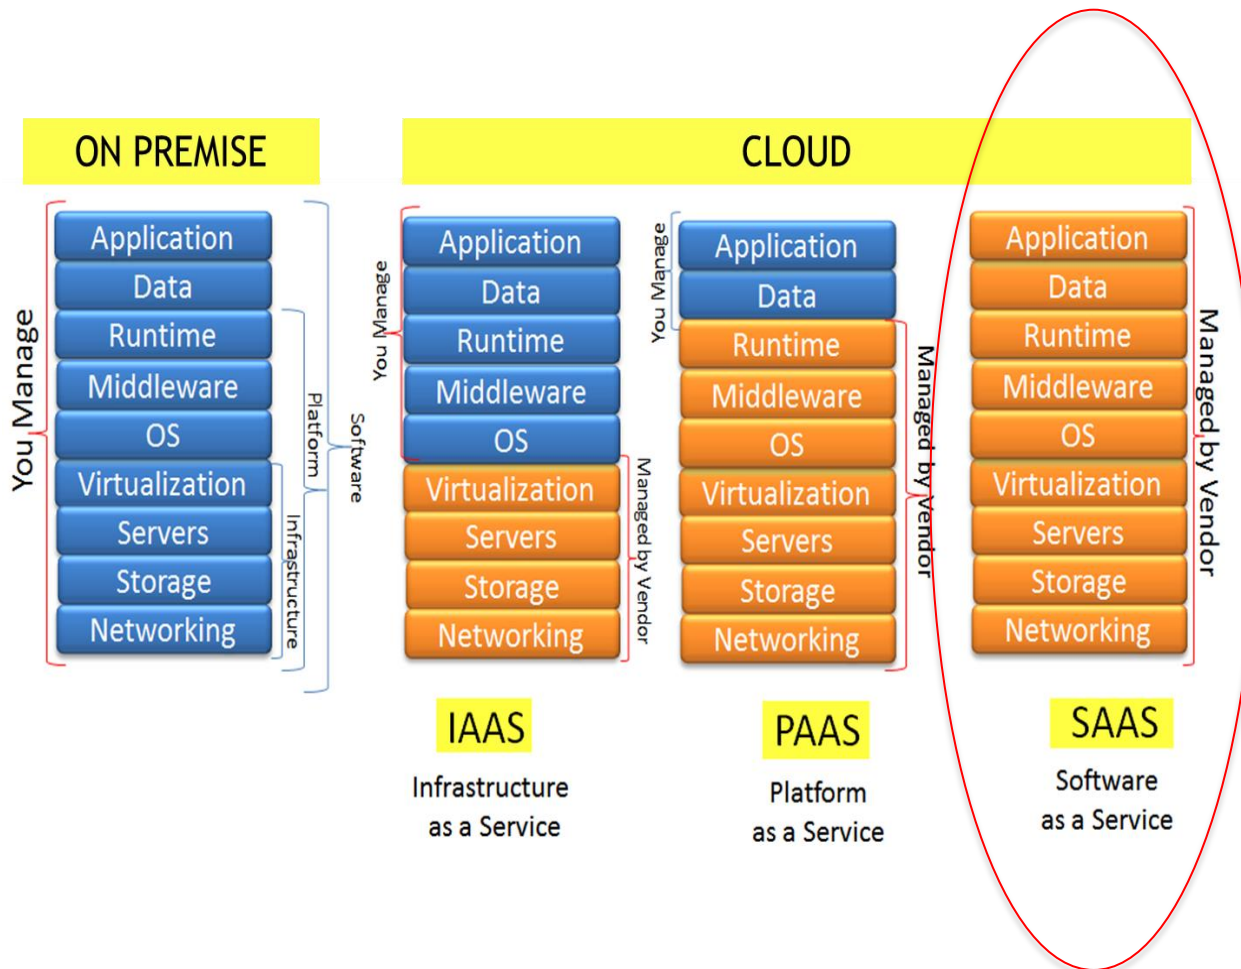 ON PREMISE
You Manage
Application
Data
Runtime
Middleware
OS
Virtualization
Servers
Storage
Networking
Infrastructure
Platform
Software
CLOUD
You Manage
Application
Data
Runtime
Middleware
OS
Virtualization
Servers
Storage
Networking
Managed by Vendor
IAAS
Infrastructure
as a Service
You Manage
Application
Data
Runtime
Middleware
OS
Virtualization
Servers
Storage
Networking
Managed by Vendor
PAAS
Platform
as a Service
Application
Data
Runtime
Middleware
OS
Virtualization
Servers
Storage
Networking
Managed by Vendor
SAAS
Software
as a Service